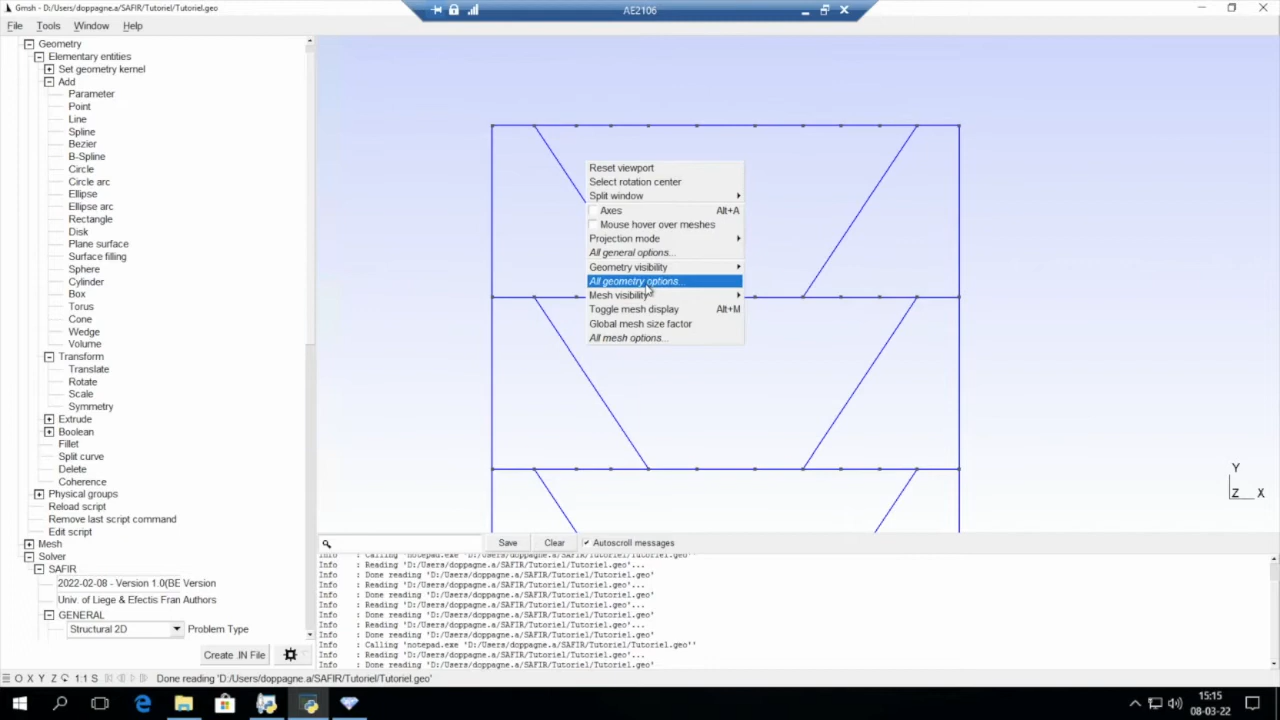 Gmsh - D:/Users/doppagne.a/SAFIR/Tutoriel/Tutoriel.geo
AE2106
File Tools Window Help
Geometry
Elementary entities
Set geometry kernel
Add
Parameter
Point
Line
Spline
Bezier
B-Spline
Circle
Circle arc
Ellipse
Ellipse arc
Rectangle
Disk
Plane surface
Surface filling
Sphere
Cylinder
Box
Torus
Cone
Wedge
Volume
Transform
Translate
Rotate
Scale
Symmetry
Extrude
Boolean
Fillet
Split curve
Delete
Coherence
Physical groups
Reload script
Remove last script command
Edit script
Mesh
Solver
SAFIR
2022-02-08 - Version 1.0(BE Version
Univ. of Liege & Efectis Fran Authors
GENERAL
Structural 2D Problem Type
Create .IN File
Reset viewport
Select rotation center
Split window
Axes Alt+A
Mouse hover over meshes
Projection mode
All general options...
Geometry visibility
All geometry options...
Mesh visibility
Toggle mesh display Alt+M
Global mesh size factor
All mesh options...
Y
Z X
Save Clear Autoscroll messages
Info : Calling 'notepad.exe 'D:/Users/doppagne.a/SAFIR/Tutoriel/Tutoriel.geo''
Info : Reading 'D:/Users/doppagne.a/SAFIR/Tutoriel/Tutoriel.geo'...
Info : Done reading 'D:/Users/doppagne.a/SAFIR/Tutoriel/Tutoriel.geo'
Info : Reading 'D:/Users/doppagne.a/SAFIR/Tutoriel/Tutoriel.geo'...
Info : Done reading 'D:/Users/doppagne.a/SAFIR/Tutoriel/Tutoriel.geo'
Info : Reading 'D:/Users/doppagne.a/SAFIR/Tutoriel/Tutoriel.geo'...
Info : Done reading 'D:/Users/doppagne.a/SAFIR/Tutoriel/Tutoriel.geo'
Info : Reading 'D:/Users/doppagne.a/SAFIR/Tutoriel/Tutoriel.geo'...
Info : Done reading 'D:/Users/doppagne.a/SAFIR/Tutoriel/Tutoriel.geo'
Info : Calling 'notepad.exe 'D:/Users/doppagne.a/SAFIR/Tutoriel/Tutoriel.geo''
Info : Reading 'D:/Users/doppagne.a/SAFIR/Tutoriel/Tutoriel.geo'...
Info : Done reading 'D:/Users/doppagne.a/SAFIR/Tutoriel/Tutoriel.geo'
O X Y Z 1:1 S Done reading 'D:/Users/doppagne.a/SAFIR/Tutoriel/Tutoriel.geo'
15:15
08-03-22